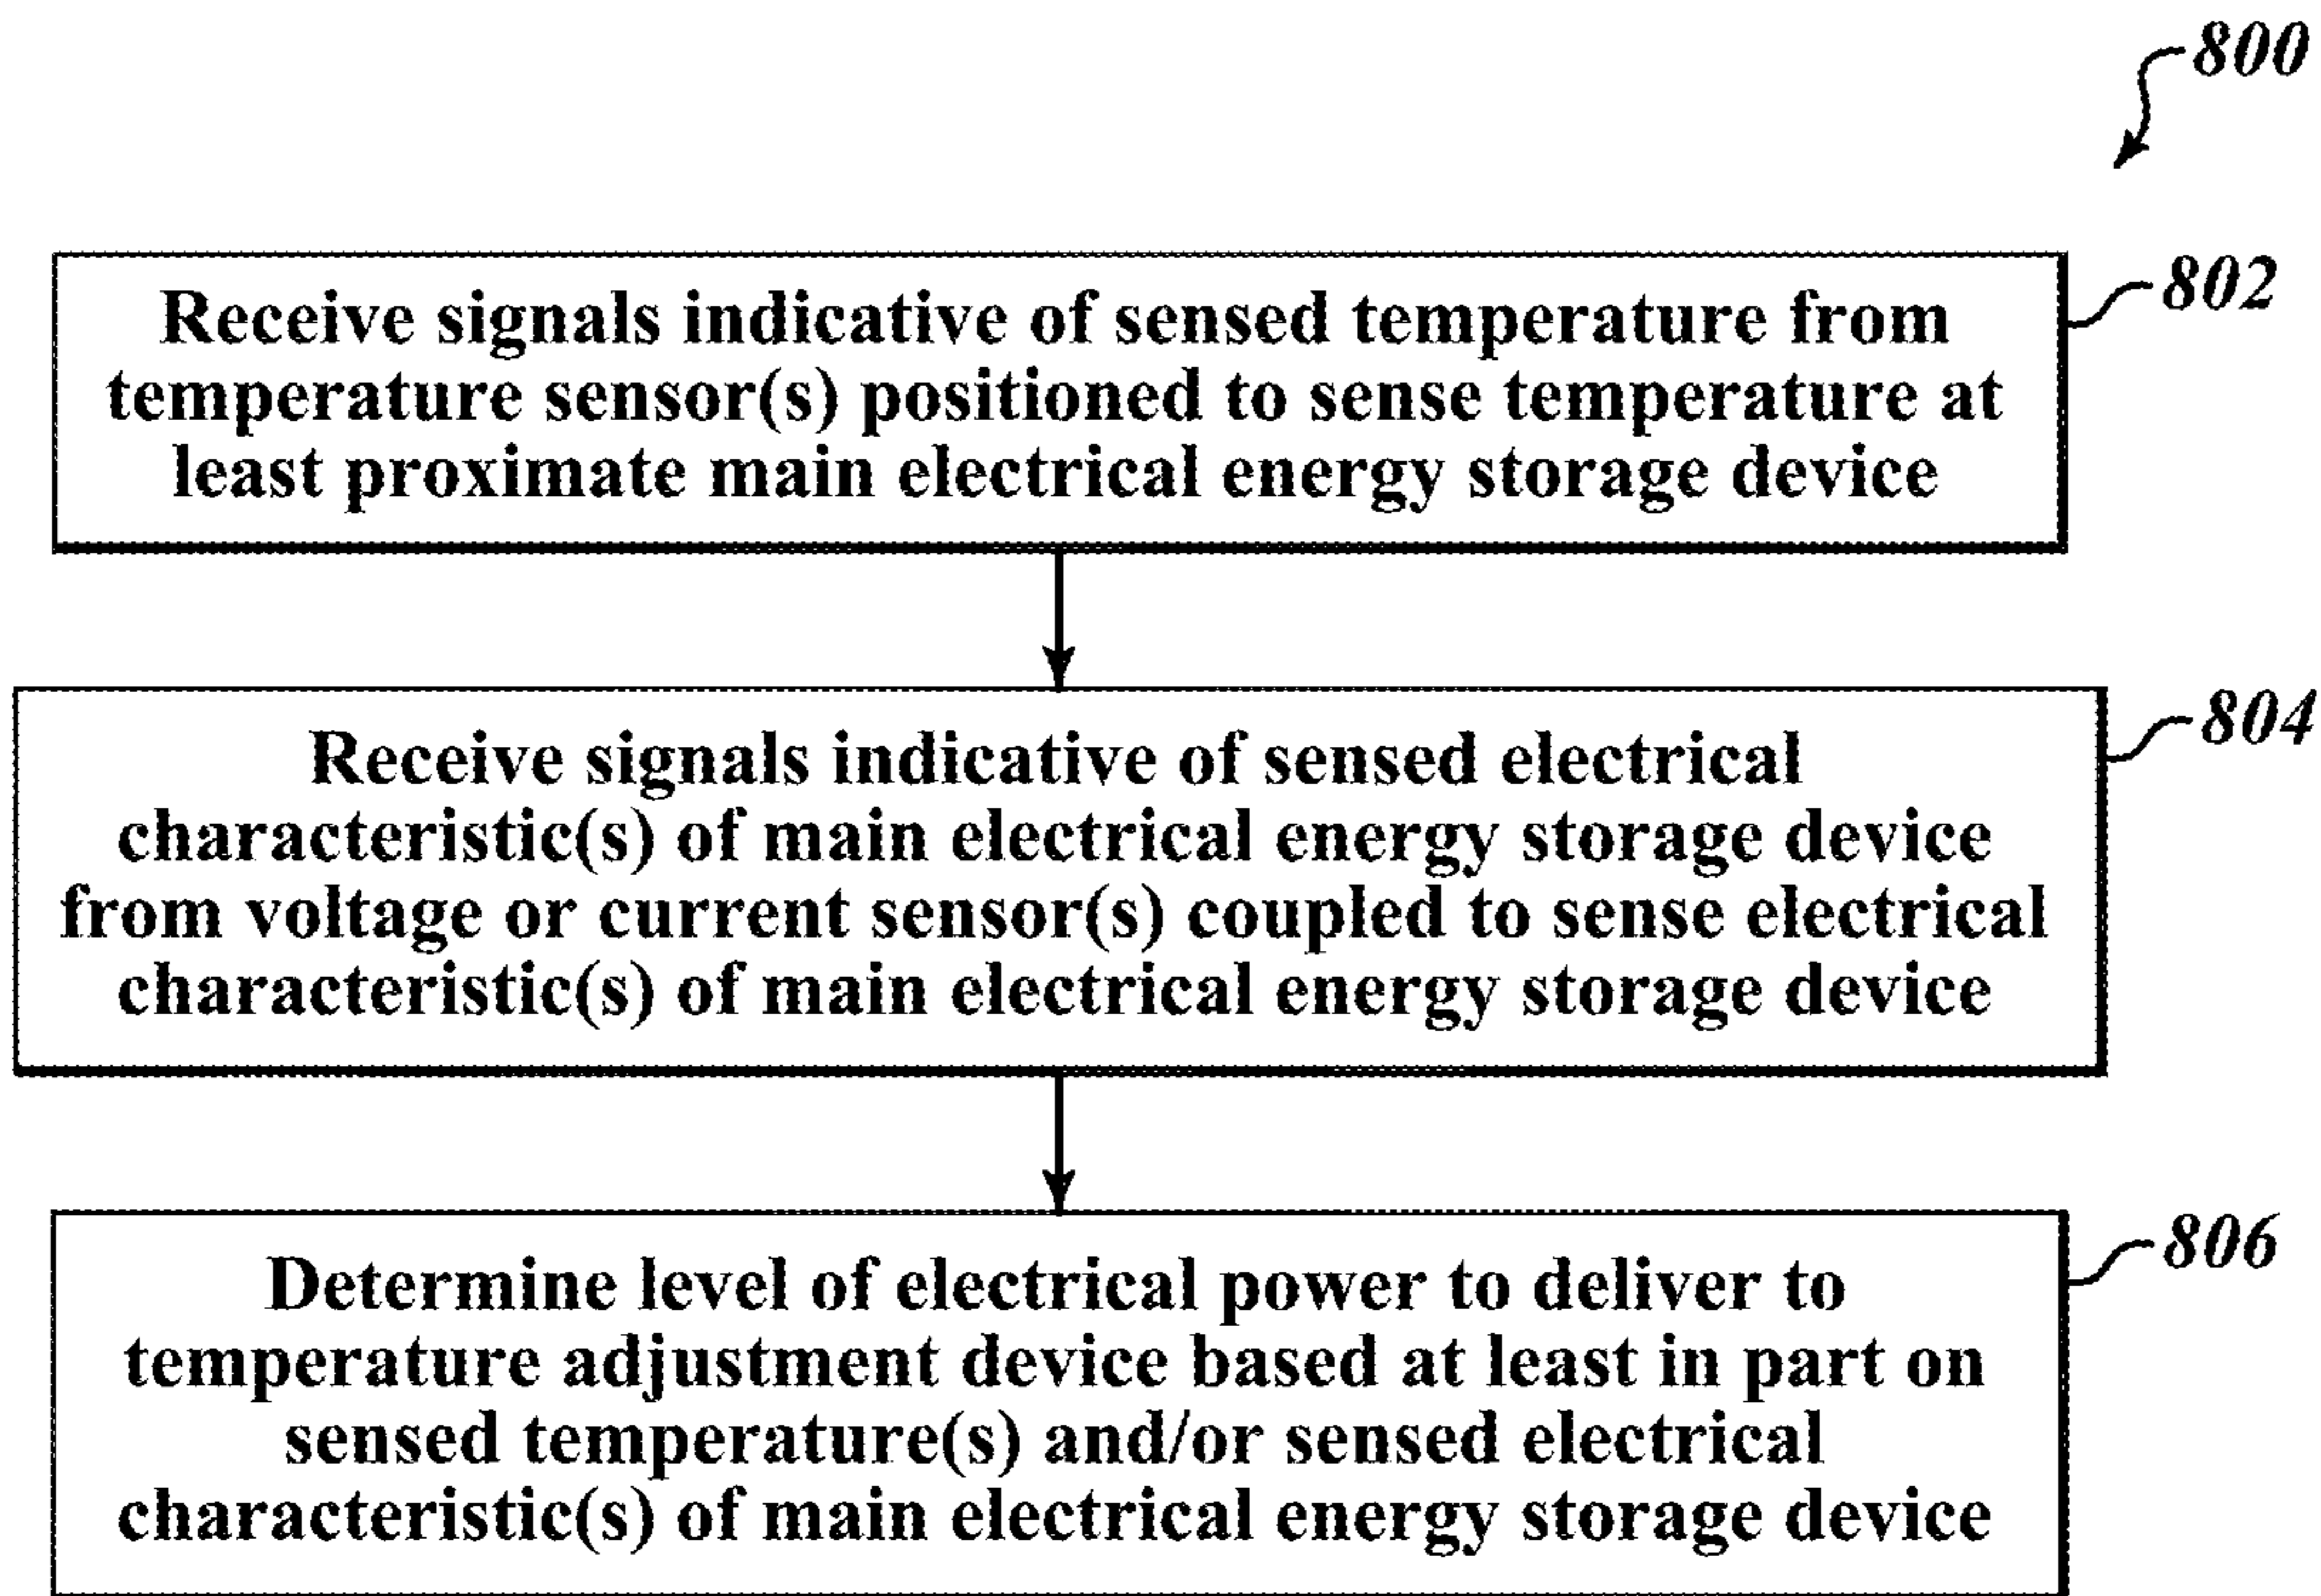 800
802
Receive signals indicative of sensed temperature from
temperature sensor(s) positioned to sense temperature at
least proximate main electrical energy storage device
804
Receive signals indicative of sensed electrical
characteristic(s) of main electrical energy storage device
from voltage or current sensor(s) coupled to sense electrical
characteristic(s) of main electrical energy storage device
806
Determine level of electrical power to deliver to
temperature adjustment device based at least in part on
sensed temperature(s) and/or sensed electrical
characteristic(s) of main electrical energy storage device